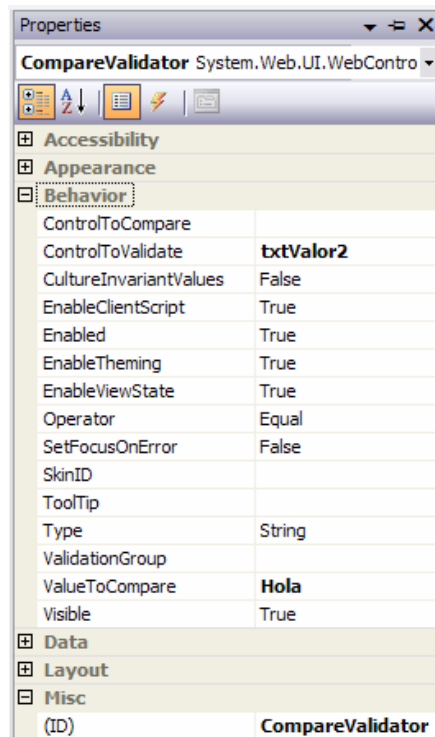 Properties
CompareValidator System.Web.UI.WebContro
Accessibility
Appearance
Behavior
ControlToCompare
ControlToValidate txtValor2
CultureInvariantValues False
EnableClientScript True
Enabled True
EnableTheming True
EnableViewState True
Operator Equal
SetFocusOnError False
SkinID
ToolTip
Type String
ValidationGroup
ValueToCompare Hola
Visible True
Data
Layout
Misc
(ID) CompareValidator